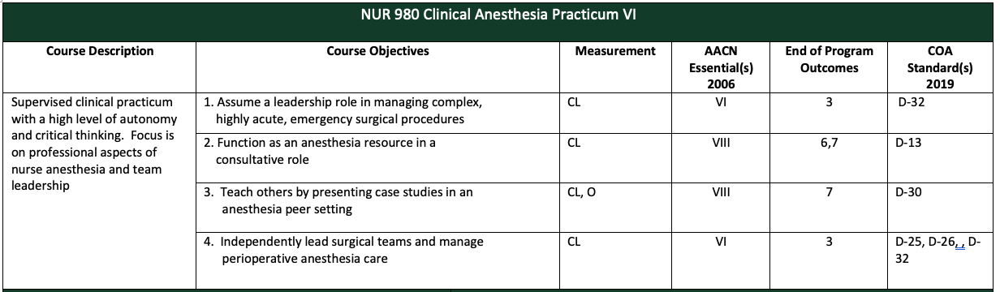 NUR 980 Clinical Anesthesia Practicum VI
Course Description
Course Objectives
Measurement
AACN
Essential(s)
2006
End of Program
Outcomes
COA
Standard(s)
2019
Supervised clinical practicum
with a high level of autonomy
and critical thinking. Focus is
on professional aspects of
nurse anesthesia and team
leadership
1. Assume a leadership role in managing complex,
highly acute, emergency surgical procedures
CL
VI
3
D-32
2. Function as an anesthesia resource in a
consultative role
CL
VIII
6,7
D-13
3. Teach others by presenting case studies in an
anesthesia peer setting
CL, O
VIII
7
D-30
4. Independently lead surgical teams and manage
perioperative anesthesia care
CL
VI
3
D-25, D-26, , D-
32